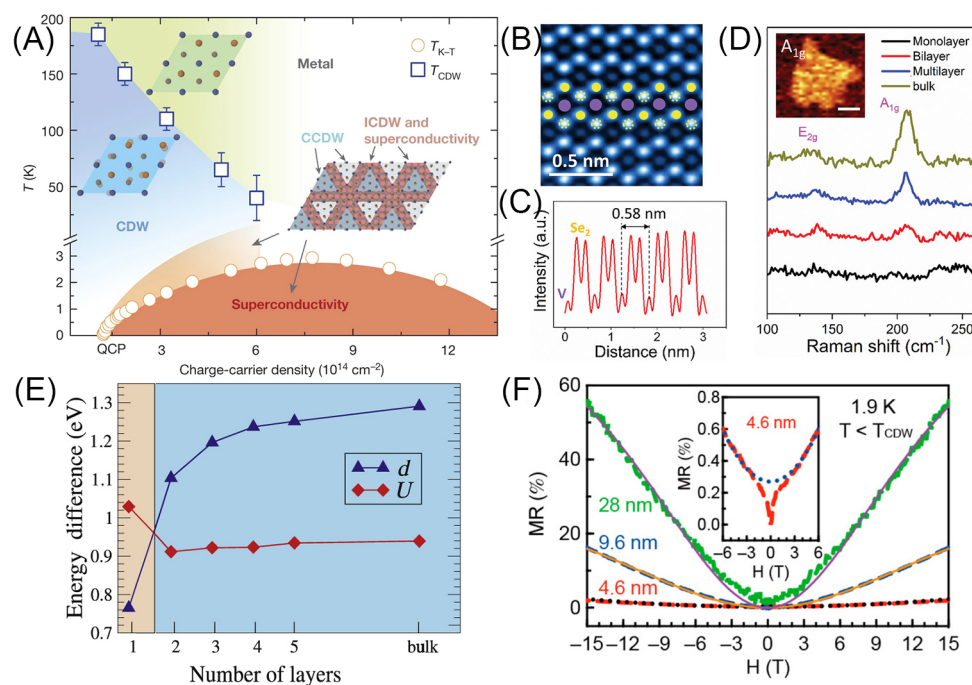 (A)
200
175
150
125
100
75
50
25
3
2
1
0
T (K)
T_K–T
T_CDW
Metal
CCDW
ICDW and
superconductivity
CDW
Superconductivity
QCP
3
6
9
12
Charge-carrier density (10¹⁴ cm⁻²)
(B)
0.5 nm
(C)
0.58 nm
Se₂
V
Intensity (a.u.)
0 1 2 3
Distance (nm)
(D)
A₁g
Monolayer
Bilayer
Multilayer
bulk
A₁g
E₂g
100 150 200 250
Raman shift (cm⁻¹)
(E)
1.3
1.2
1.1
1
0.9
0.8
0.7
Energy difference (eV)
d
U
1 2 3 4 5 bulk
Number of layers
(F)
60
40
20
0
MR (%)
1.9 K
T < T_CDW
4.6 nm
0.8
0.6
0.4
0.2
0.0
MR (%)
−6 −3 0 3 6
H (T)
28 nm
9.6 nm
4.6 nm
−15 −12 −9 −6 −3 0 3 6 9 12 15
H (T)